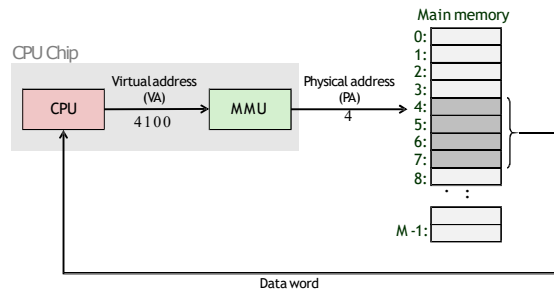 Main memory
0:
1:
CPU Chip
2:
Virtual address
Physical address
3:
(VA)
(PA)
CPU
MMU
4:
4100
4
5:
6:
7:
8:
: :
M -1:
Data word